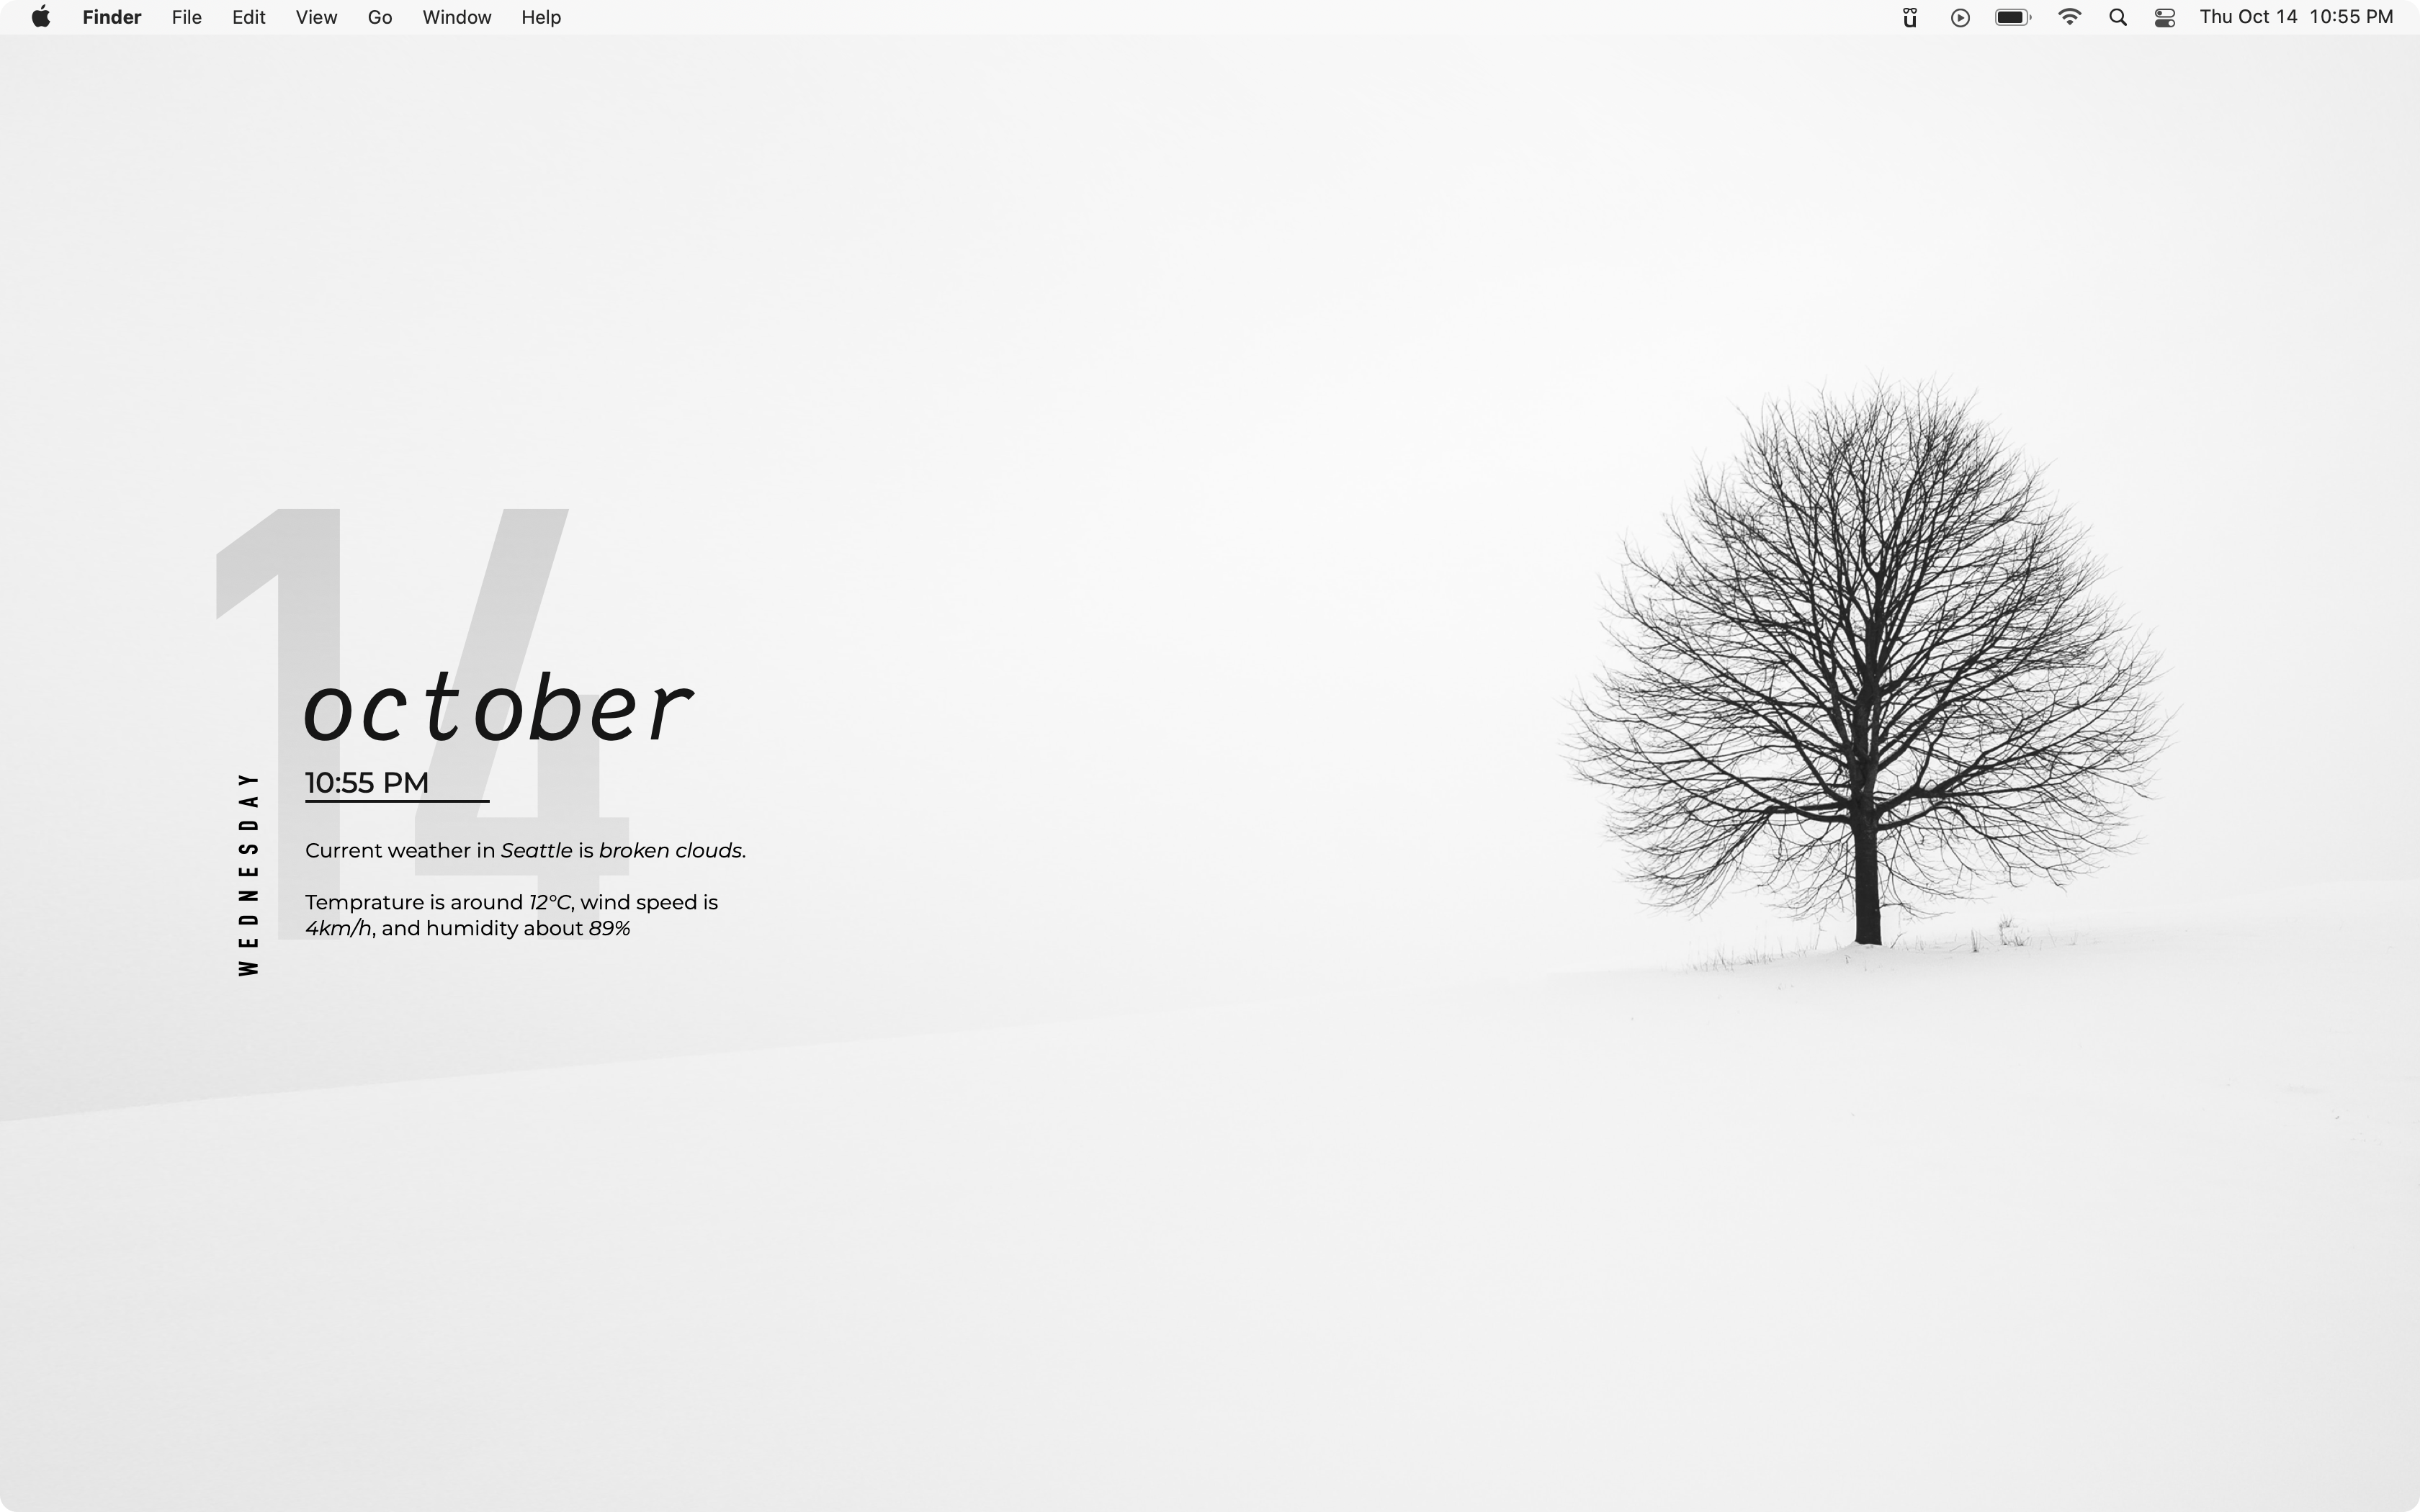 Finder File Edit View Go Window Help Thu Oct 14 10:55 PM
14
october
10:55 PM
WEDNESDAY
Current weather in Seattle is broken clouds.
Temprature is around 12°C, wind speed is
4km/h, and humidity about 89%